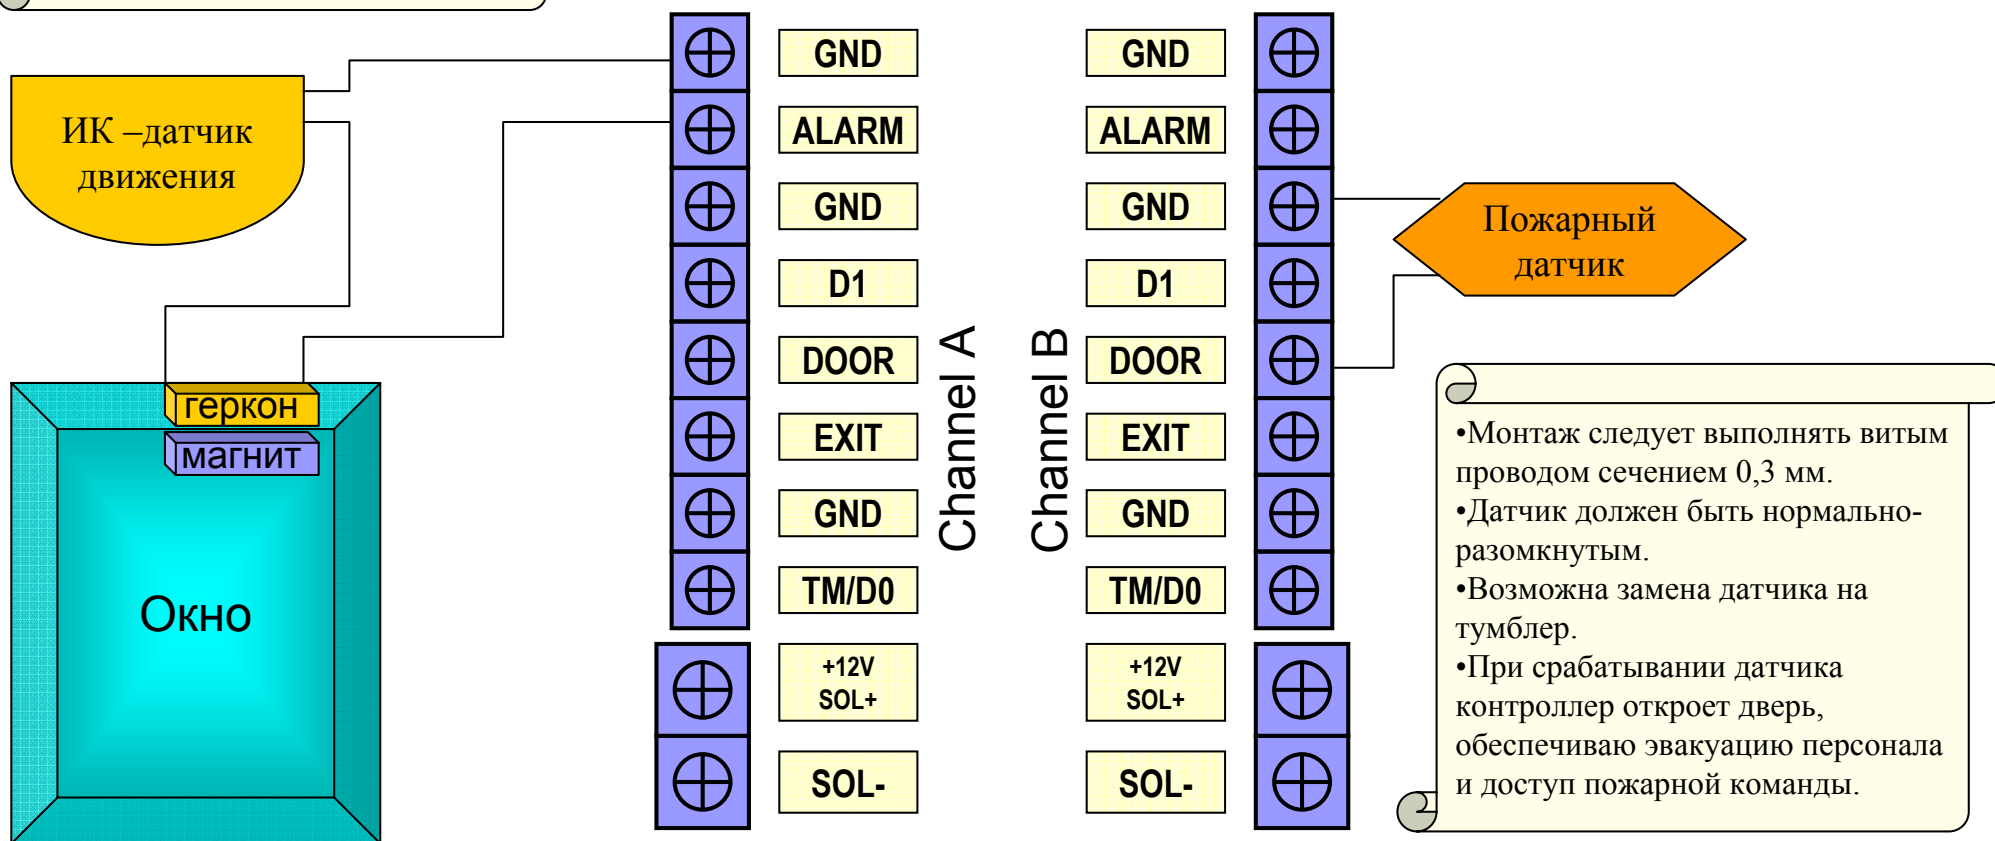 ИК –датчик
движения
геркон
магнит
Окно
GND
ALARM
GND
D1
DOOR
EXIT
GND
TM/D0
+12V
SOL+
SOL-
Channel A
Channel B
GND
ALARM
GND
D1
DOOR
EXIT
GND
TM/D0
+12V
SOL+
SOL-
Пожарный
датчик
•Монтаж следует выполнять витым
проводом сечением 0,3 мм.
•Датчик должен быть нормально-
разомкнутым.
•Возможна замена датчика на
тумблер.
•При срабатывании датчика
контроллер откроет дверь,
обеспечиваю эвакуацию персонала
и доступ пожарной команды.